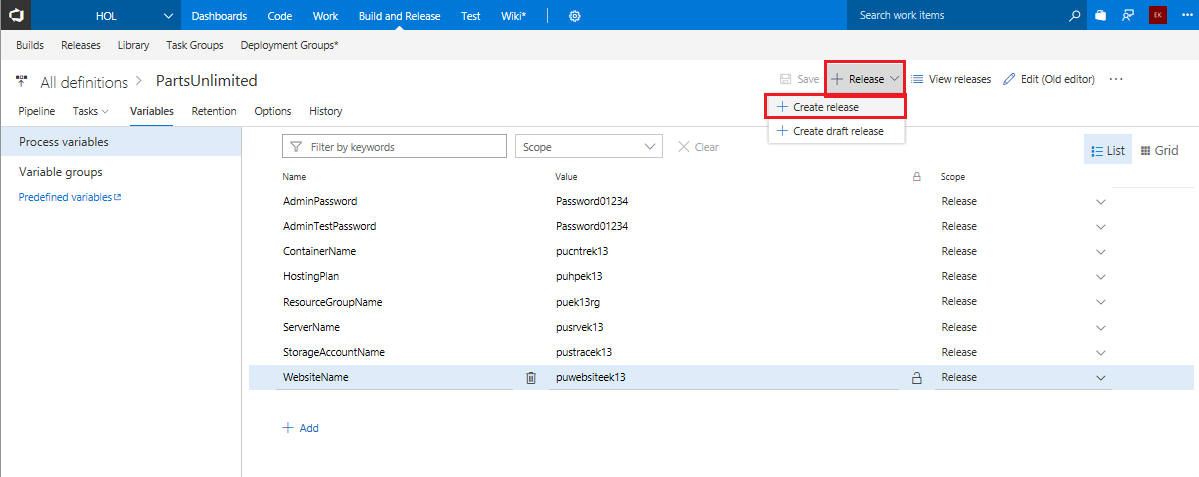 HOL Dashboards Code Work Build and Release Test Wiki* Search work items EK
Builds Releases Library Task Groups Deployment Groups*
All definitions PartsUnlimited Save Release View releases Edit (Old editor)
Pipeline Tasks Variables Retention Options History
Create release
Create draft release
Process variables
Variable groups
Predefined variables
Filter by keywords Scope Clear List Grid
Name Value Scope
AdminPassword Password01234 Release
AdminTestPassword Password01234 Release
ContainerName pucntrek13 Release
HostingPlan puhpek13 Release
ResourceGroupName puek13rg Release
ServerName pusrvek13 Release
StorageAccountName pustracek13 Release
WebsiteName puwebsiteek13 Release
Add